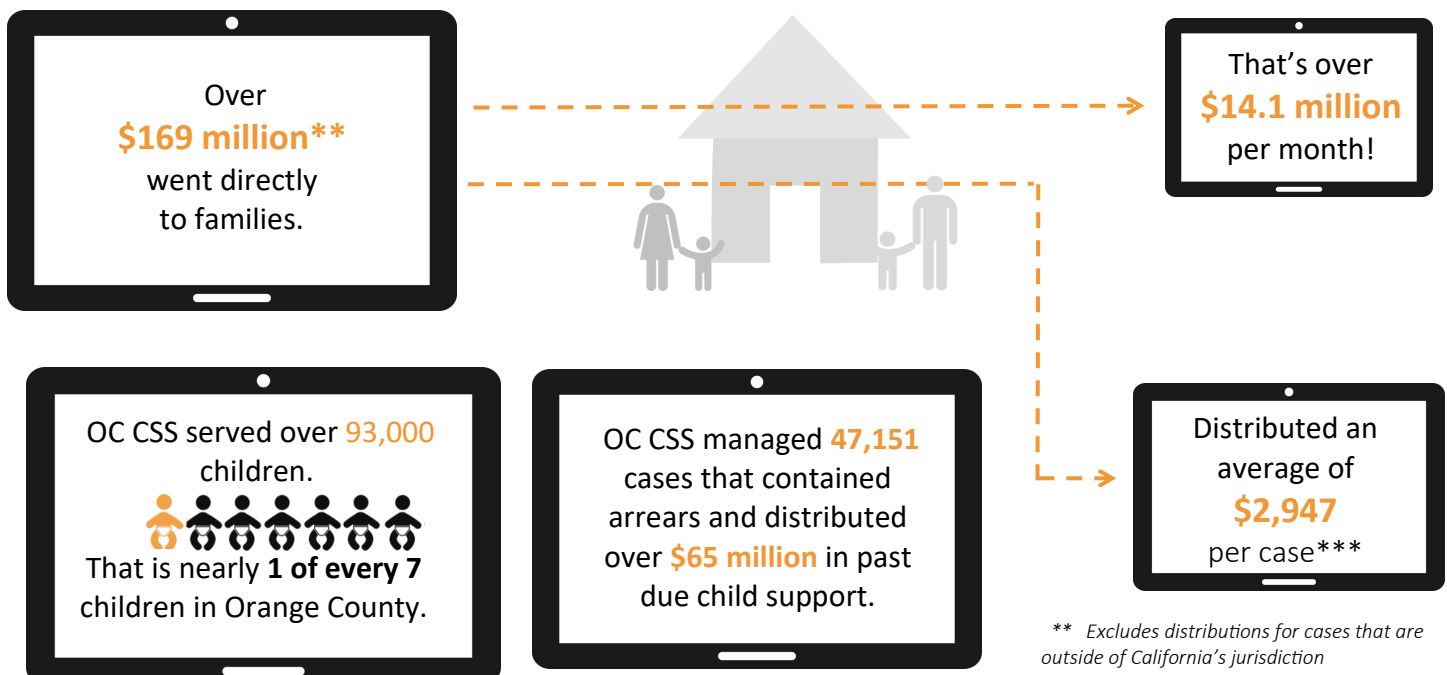 Over
$169 million**
went directly
to families.
That’s over
$14.1 million
per month!
OC CSS served over 93,000
children.
That is nearly 1 of every 7
children in Orange County.
OC CSS managed 47,151
cases that contained
arrears and distributed
over $65 million in past
due child support.
Distributed an
average of
$2,947
per case***
** Excludes distributions for cases that are
outside of California’s jurisdiction